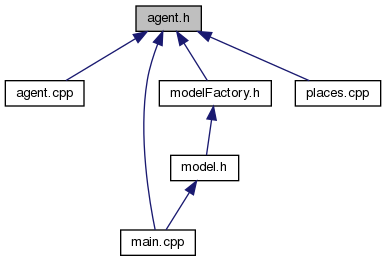 agent.h
agent.cpp
modelFactory.h
places.cpp
model.h
main.cpp